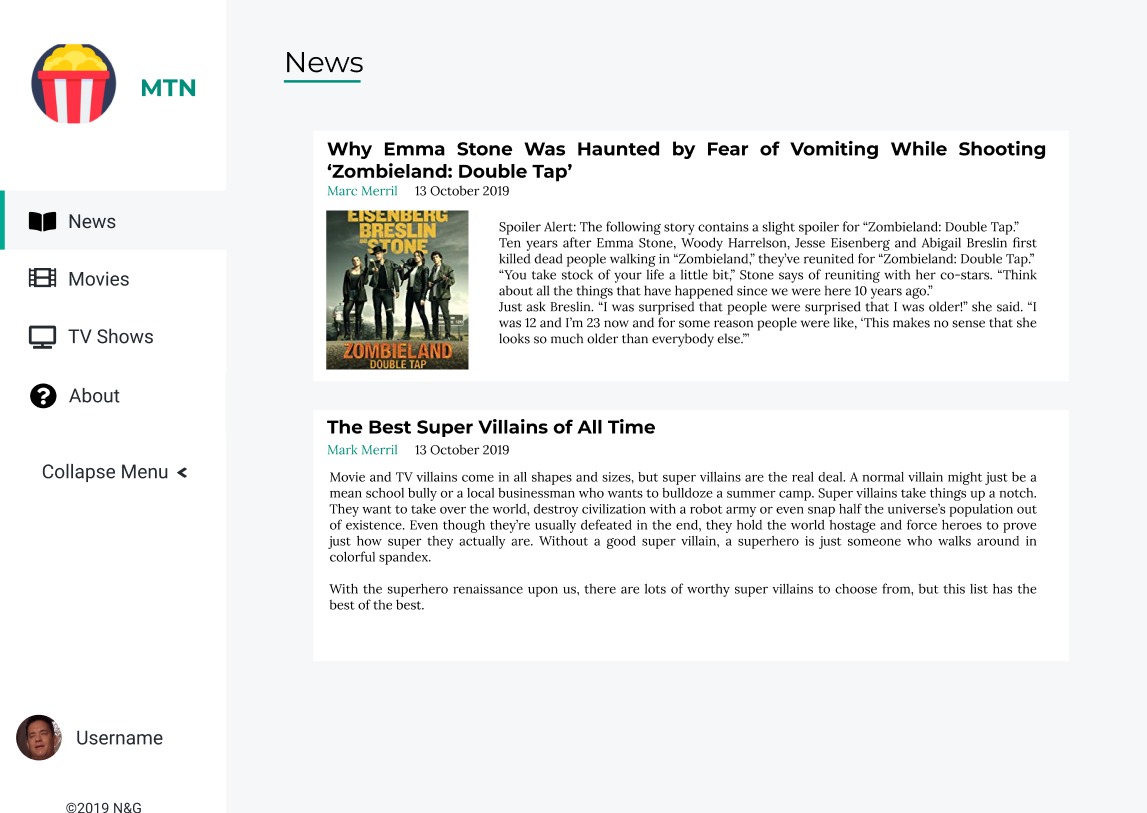 MTN
News
Movies
TV Shows
About
Collapse Menu <
Username
©2019 N&G
News
Why Emma Stone Was Haunted by Fear of Vomiting While Shooting
‘Zombieland: Double Tap’
Marc Merril 13 October 2019
EISENBERG
BRESLIN
STONE
ZOMBIELAND
DOUBLE TAP
Spoiler Alert: The following story contains a slight spoiler for “Zombieland: Double Tap.”
Ten years after Emma Stone, Woody Harrelson, Jesse Eisenberg and Abigail Breslin first
killed dead people walking in “Zombieland,” they’ve reunited for “Zombieland: Double Tap.”
“You take stock of your life a little bit,” Stone says of reuniting with her co-stars. “Think
about all the things that have happened since we were here 10 years ago.”
Just ask Breslin. “I was surprised that people were surprised that I was older!” she said. “I
was 12 and I’m 23 now and for some reason people were like, ‘This makes no sense that she
looks so much older than everybody else.’”
The Best Super Villains of All Time
Mark Merril 13 October 2019
Movie and TV villains come in all shapes and sizes, but super villains are the real deal. A normal villain might just be a
mean school bully or a local businessman who wants to bulldoze a summer camp. Super villains take things up a notch.
They want to take over the world, destroy civilization with a robot army or even snap half the universe’s population out
of existence. Even though they’re usually defeated in the end, they hold the world hostage and force heroes to prove
just how super they actually are. Without a good super villain, a superhero is just someone who walks around in
colorful spandex.
With the superhero renaissance upon us, there are lots of worthy super villains to choose from, but this list has the
best of the best.